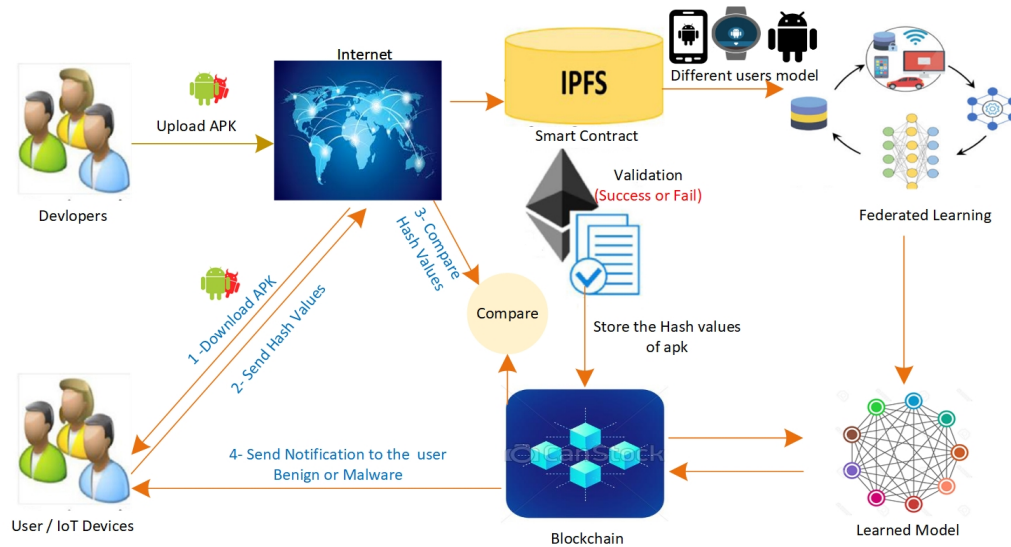 Internet
IPFS
Different users model
Upload APK
Smart Contract
Devlopers
Validation
(Success or Fail)
Federated Learning
3- Compare
Hash Values
1 -Download APK
2- Send Hash Values
Compare
Store the Hash values
of apk
4- Send Notification to the user
Benign or Malware
User / IoT Devices
Blockchain
Learned Model